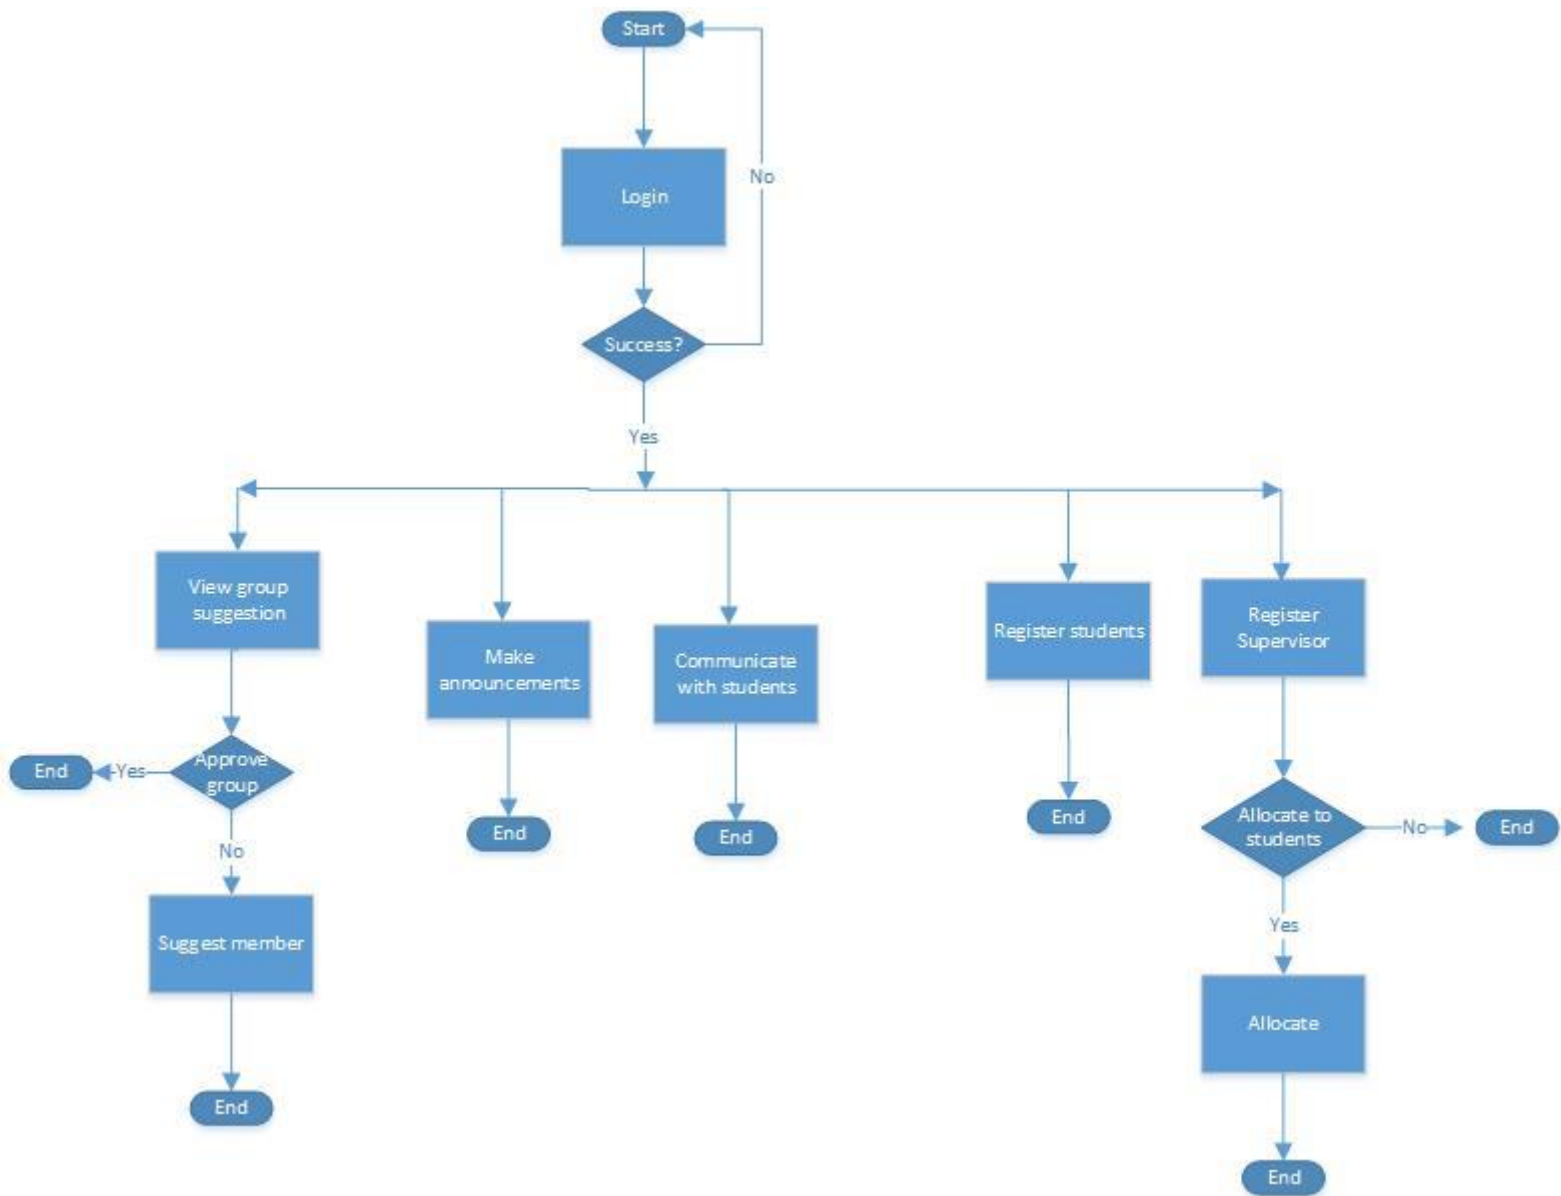 Start
No
Login
Success?
Yes
View group
suggestion
Make
announcements
Communicate
with students
Register students
Register
Supervisor
End
Yes
Approve
group
End
End
End
Allocate to
students
No
End
No
Suggest member
Yes
Allocate
End
End